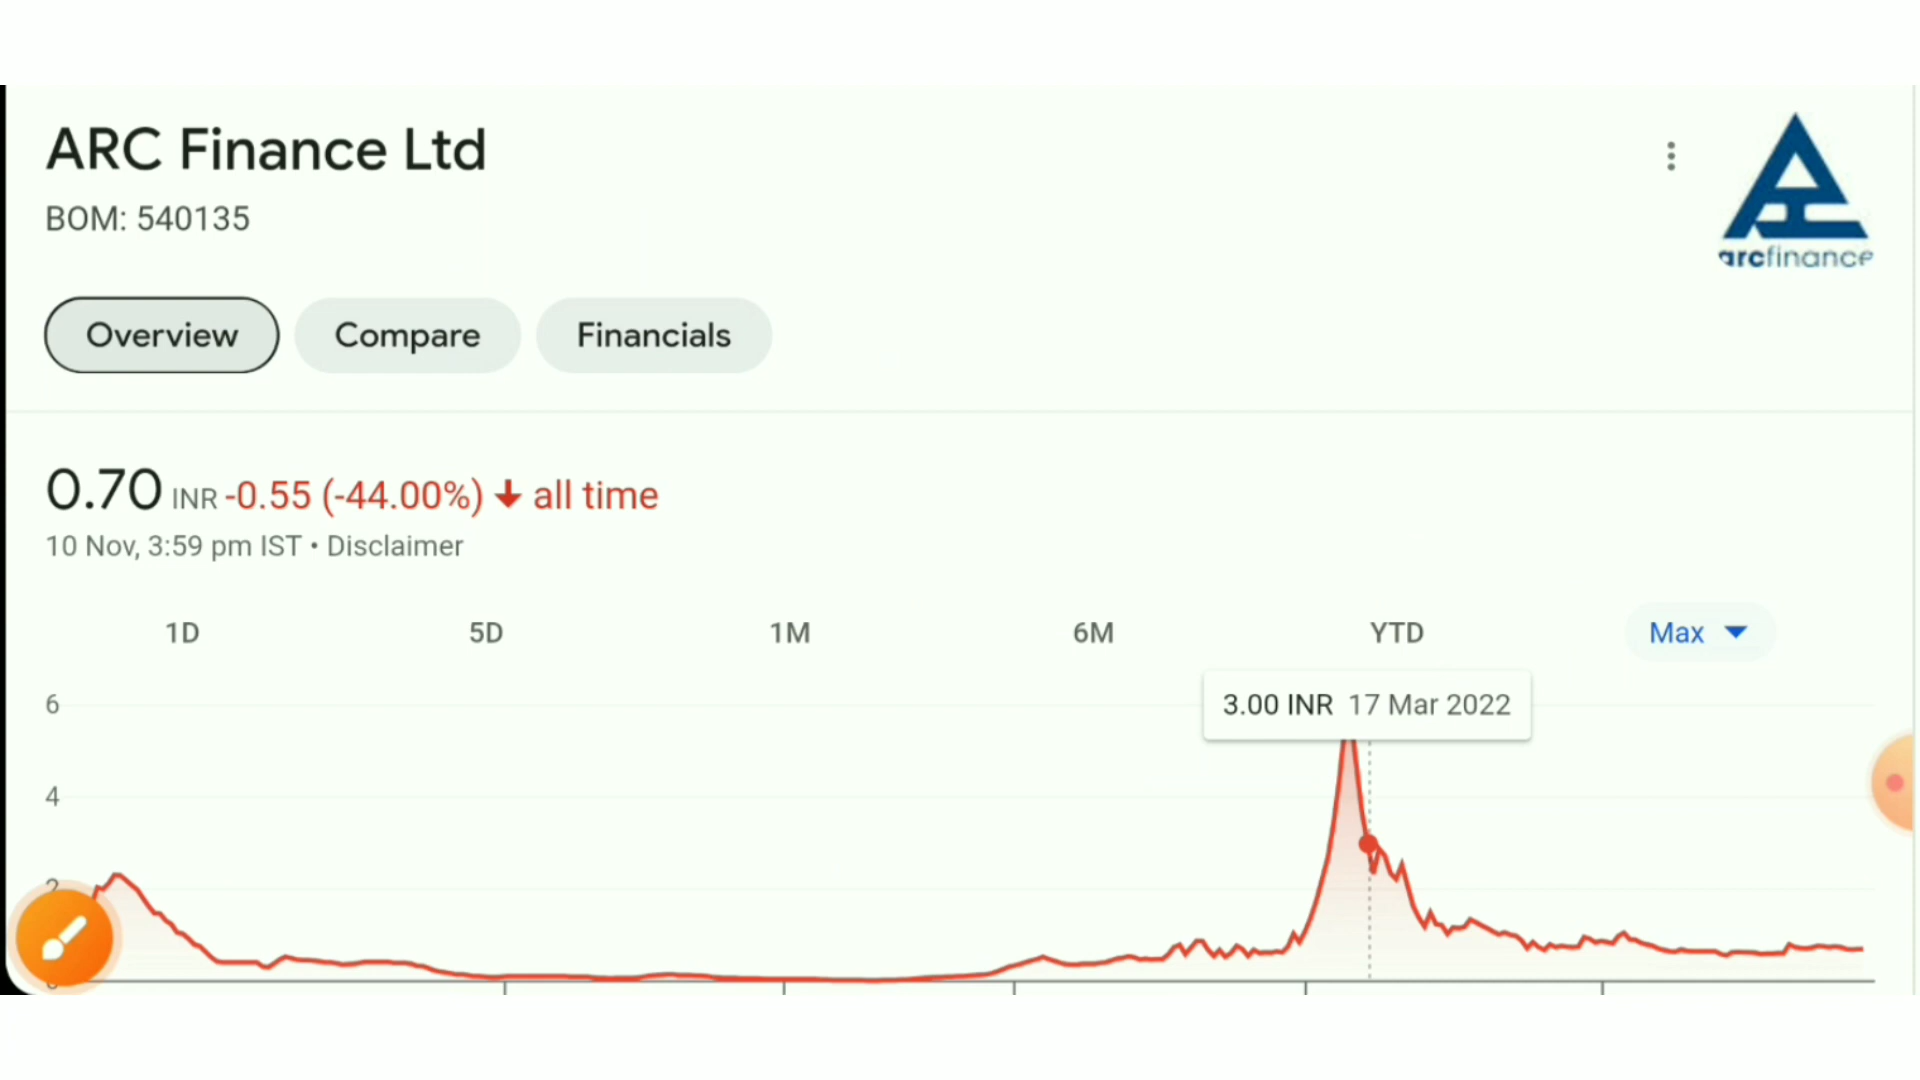 ARC Finance Ltd
BOM: 540135
arcfinance
Overview Compare Financials
0.70 INR -0.55 (-44.00%) ↓ all time
10 Nov, 3:59 pm IST • Disclaimer
1D 5D 1M 6M YTD Max
3.00 INR 17 Mar 2022
6
4
2
0